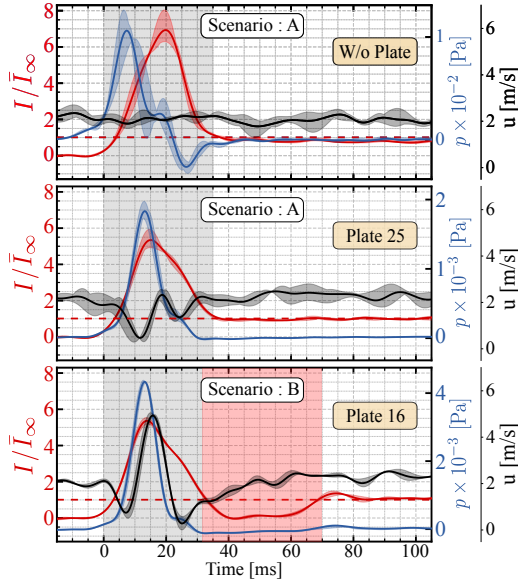 Scenario : A
W/o Plate
I/Ī∞
8
6
4
2
0
1
0
p × 10⁻² [Pa]
6
4
2
0
u [m/s]
Scenario : A
Plate 25
I/Ī∞
8
6
4
2
0
2
1
0
p × 10⁻³ [Pa]
6
4
2
0
u [m/s]
Scenario : B
Plate 16
I/Ī∞
8
6
4
2
0
4
2
0
p × 10⁻³ [Pa]
6
4
2
0
u [m/s]
0 20 40 60 80 100
Time [ms]